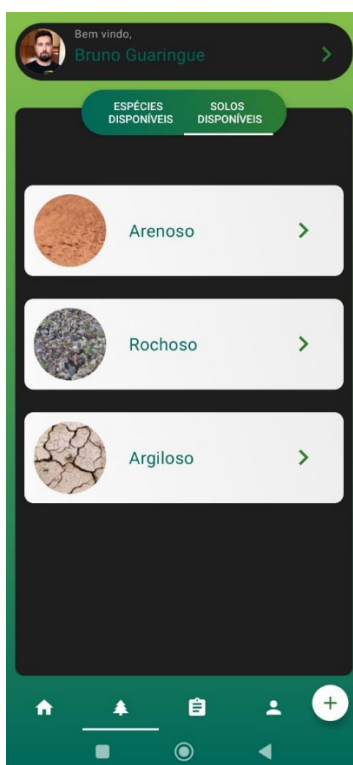 Bem vindo,
Bruno Guaringue
ESPÉCIES
DISPONÍVEIS
SOLOS
DISPONÍVEIS
Arenoso
Rochoso
Argiloso